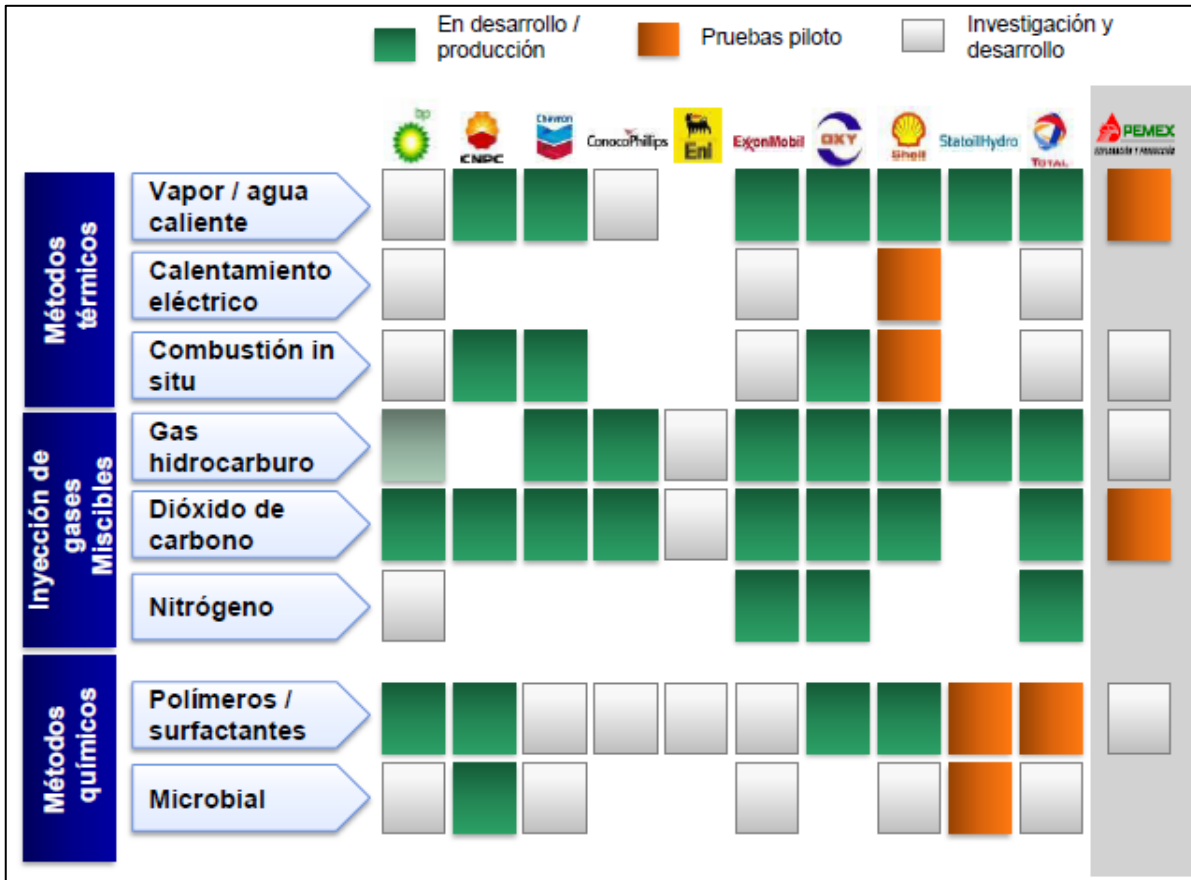 En desarrollo /
producción
Pruebas piloto
Investigación y
desarrollo
bp
CNPC
Chevron
ConocoPhillips
Eni
ExxonMobil
OXY
Shell
StatoilHydro
TOTAL
PEMEX
EXPLORACIÓN Y PRODUCCIÓN
Métodos
térmicos
Vapor / agua
caliente
Calentamiento
eléctrico
Combustión in
situ
Inyección de
gases
Miscibles
Gas
hidrocarburo
Dióxido de
carbono
Nitrógeno
Métodos
químicos
Polímeros /
surfactantes
Microbial